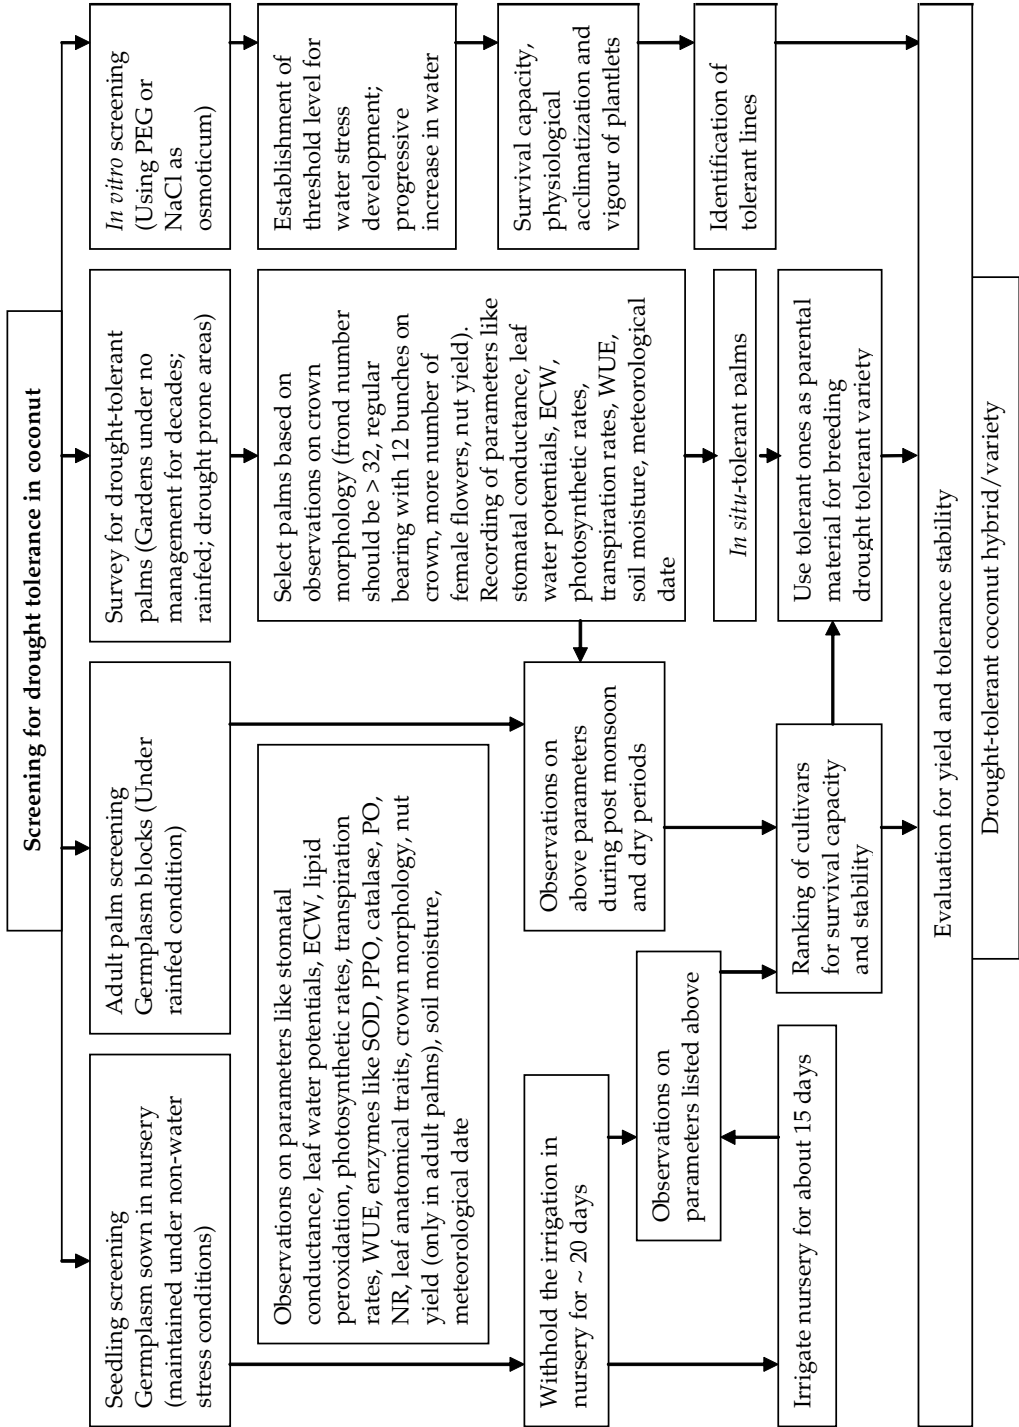 Screening for drought tolerance in coconut
Seedling screening
Germplasm sown in nursery
(maintained under non-water
stress conditions)
Adult palm screening
Germplasm blocks (Under
rainfed condition)
Survey for drought-tolerant
palms (Gardens under no
management for decades;
rainfed; drought prone areas)
In vitro screening
(Using PEG or
NaCl as
osmoticum)
Observations on parameters like stomatal
conductance, leaf water potentials, ECW, lipid
peroxidation, photosynthetic rates, transpiration
rates, WUE, enzymes like SOD, PPO, catalase, PO,
NR, leaf anatomical traits, crown morphology, nut
yield (only in adult palms), soil moisture,
meteorological date
Select palms based on
observations on crown
morphology (frond number
should be > 32, regular
bearing with 12 bunches on
crown, more number of
female flowers, nut yield).
Recording of parameters like
stomatal conductance, leaf
water potentials, ECW,
photosynthetic rates,
transpiration rates, WUE,
soil moisture, meteorological
date
Establishment of
threshold level for
water stress
development;
progressive
increase in water
Withhold the irrigation in
nursery for ~ 20 days
Observations on
above parameters
during post monsoon
and dry periods
Survival capacity,
physiological
acclimatization and
vigour of plantlets
Observations on
parameters listed above
In situ-tolerant palms
Identification of
tolerant lines
Irrigate nursery for about 15 days
Ranking of cultivars
for survival capacity
and stability
Use tolerant ones as parental
material for breeding
drought tolerant variety
Evaluation for yield and tolerance stability
Drought-tolerant coconut hybrid/variety